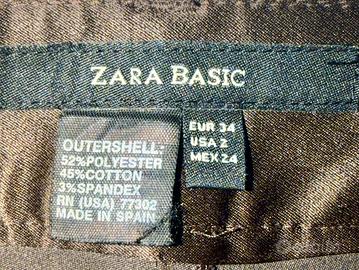 ZARA BASIC
OUTERSHELL:
52%POLYESTER
45%COTTON
3%SPANDEX
RN (USA) 77302
MADE IN SPAIN
EUR 34
USA 2
MEX 24